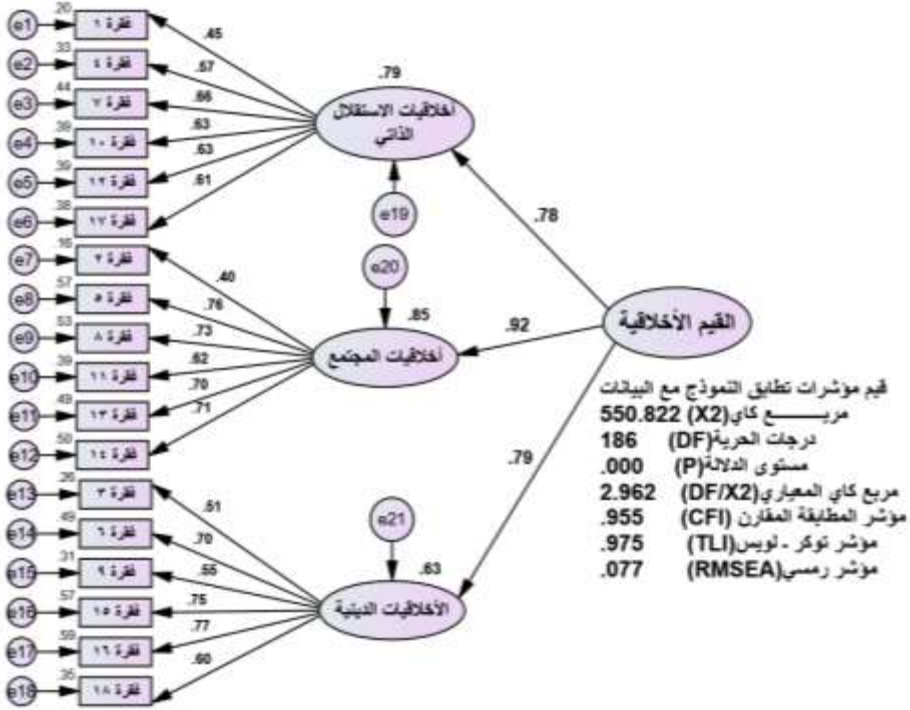 e1 .20 فقرة ١ .45
e2 .33 فقرة ٤ .57
e3 .44 فقرة ٧ .66
e4 .39 فقرة ١٠ .63
e5 .39 فقرة ١٢ .63
e6 .38 فقرة ١٧ .61
.79
أخلاقيات الاستقلال
الذاتي
e19
.78
e7 .16 فقرة ٢ .40
e8 .57 فقرة ٥ .76
e9 .53 فقرة ٨ .73
e10 .39 فقرة ١١ .62
e11 .49 فقرة ١٣ .70
e12 .50 فقرة ١٤ .71
e20
.85
أخلاقيات المجتمع
.92
القيم الأخلاقية
e13 .26 فقرة ٣ .51
e14 .49 فقرة ٦ .70
e15 .31 فقرة ٩ .55
e16 .57 فقرة ١٥ .75
e17 .59 فقرة ١٦ .77
e18 .35 فقرة ١٨ .60
e21
.63
الأخلاقيات الدينية
.79
قيم مؤشرات تطابق النموذج مع البيانات
مربـــــــع كاي(X2) 550.822
درجات الحرية(DF) 186
مستوى الدلالة(P) .000
مربع كاي المعياري(DF/X2) 2.962
مؤشر المطابقة المقارن (CFI) .955
مؤشر توكر - لويس(TLI) .975
مؤشر رمسي(RMSEA) .077